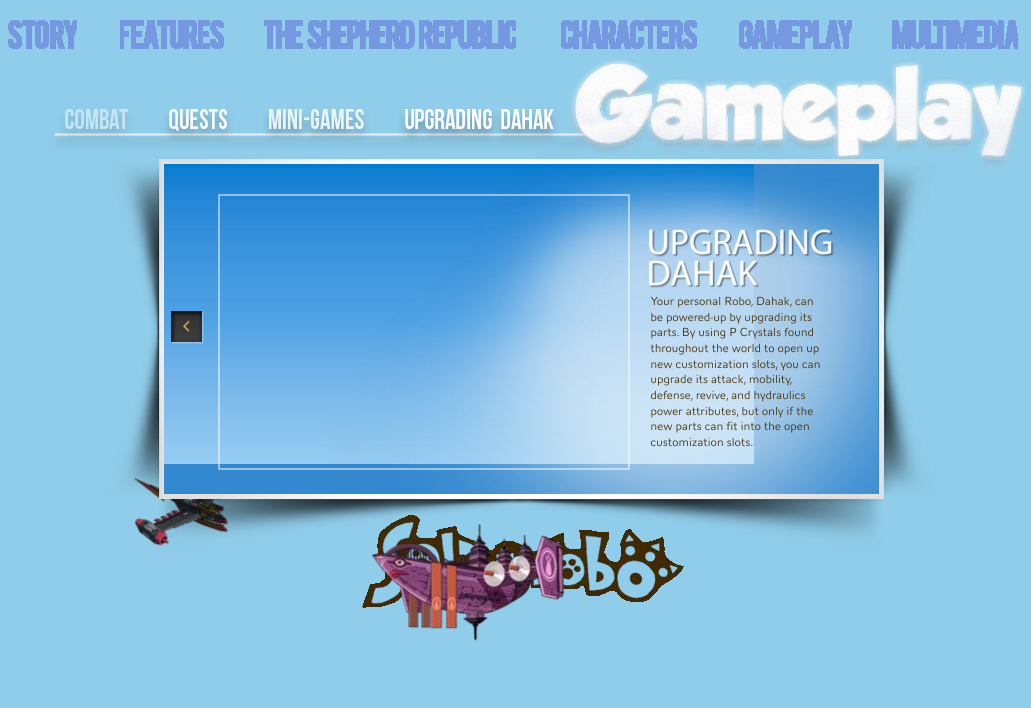 STORY FEATURES THE SHEPHERD REPUBLIC CHARACTERS GAMEPLAY MULTIMEDIA
COMBAT QUESTS MINI-GAMES UPGRADING DAHAK
Gameplay
UPGRADING
DAHAK
Your personal Robo, Dahak, can
be powered-up by upgrading its
parts. By using P Crystals found
throughout the world to open up
new customization slots, you can
upgrade its attack, mobility,
defense, revive, and hydraulics
power attributes, but only if the
new parts can fit into the open
customization slots.